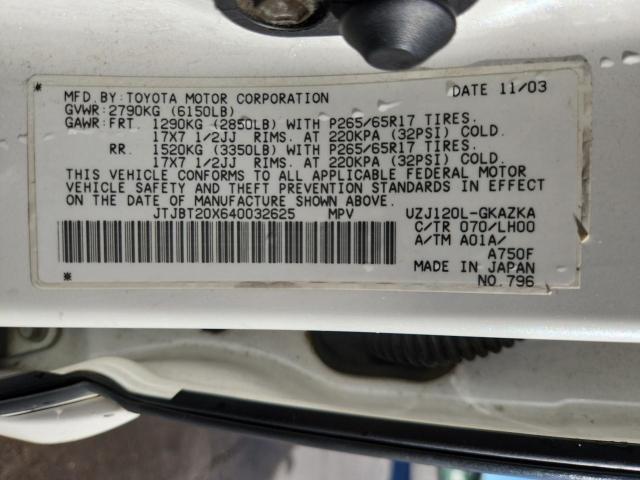 MFD. BY: TOYOTA MOTOR CORPORATION DATE 11/03
GVWR: 2790KG (6150LB)
GAWR: FRT. 1290KG (2850LB) WITH P265/65R17 TIRES.
17X7 1/2JJ RIMS. AT 220KPA (32PSI) COLD.
RR. 1520KG (3350LB) WITH P265/65R17 TIRES.
17X7 1/2JJ RIMS. AT 220KPA (32PSI) COLD.
THIS VEHICLE CONFORMS TO ALL APPLICABLE FEDERAL MOTOR
VEHICLE SAFETY AND THEFT PREVENTION STANDARDS IN EFFECT
ON THE DATE OF MANUFACTURE SHOWN ABOVE.
JTJBT20X640032625 MPV UZJ120L-GKAZKA
C/TR 070/LH00
A/TM A01A/
A750F
MADE IN JAPAN
NO. 796